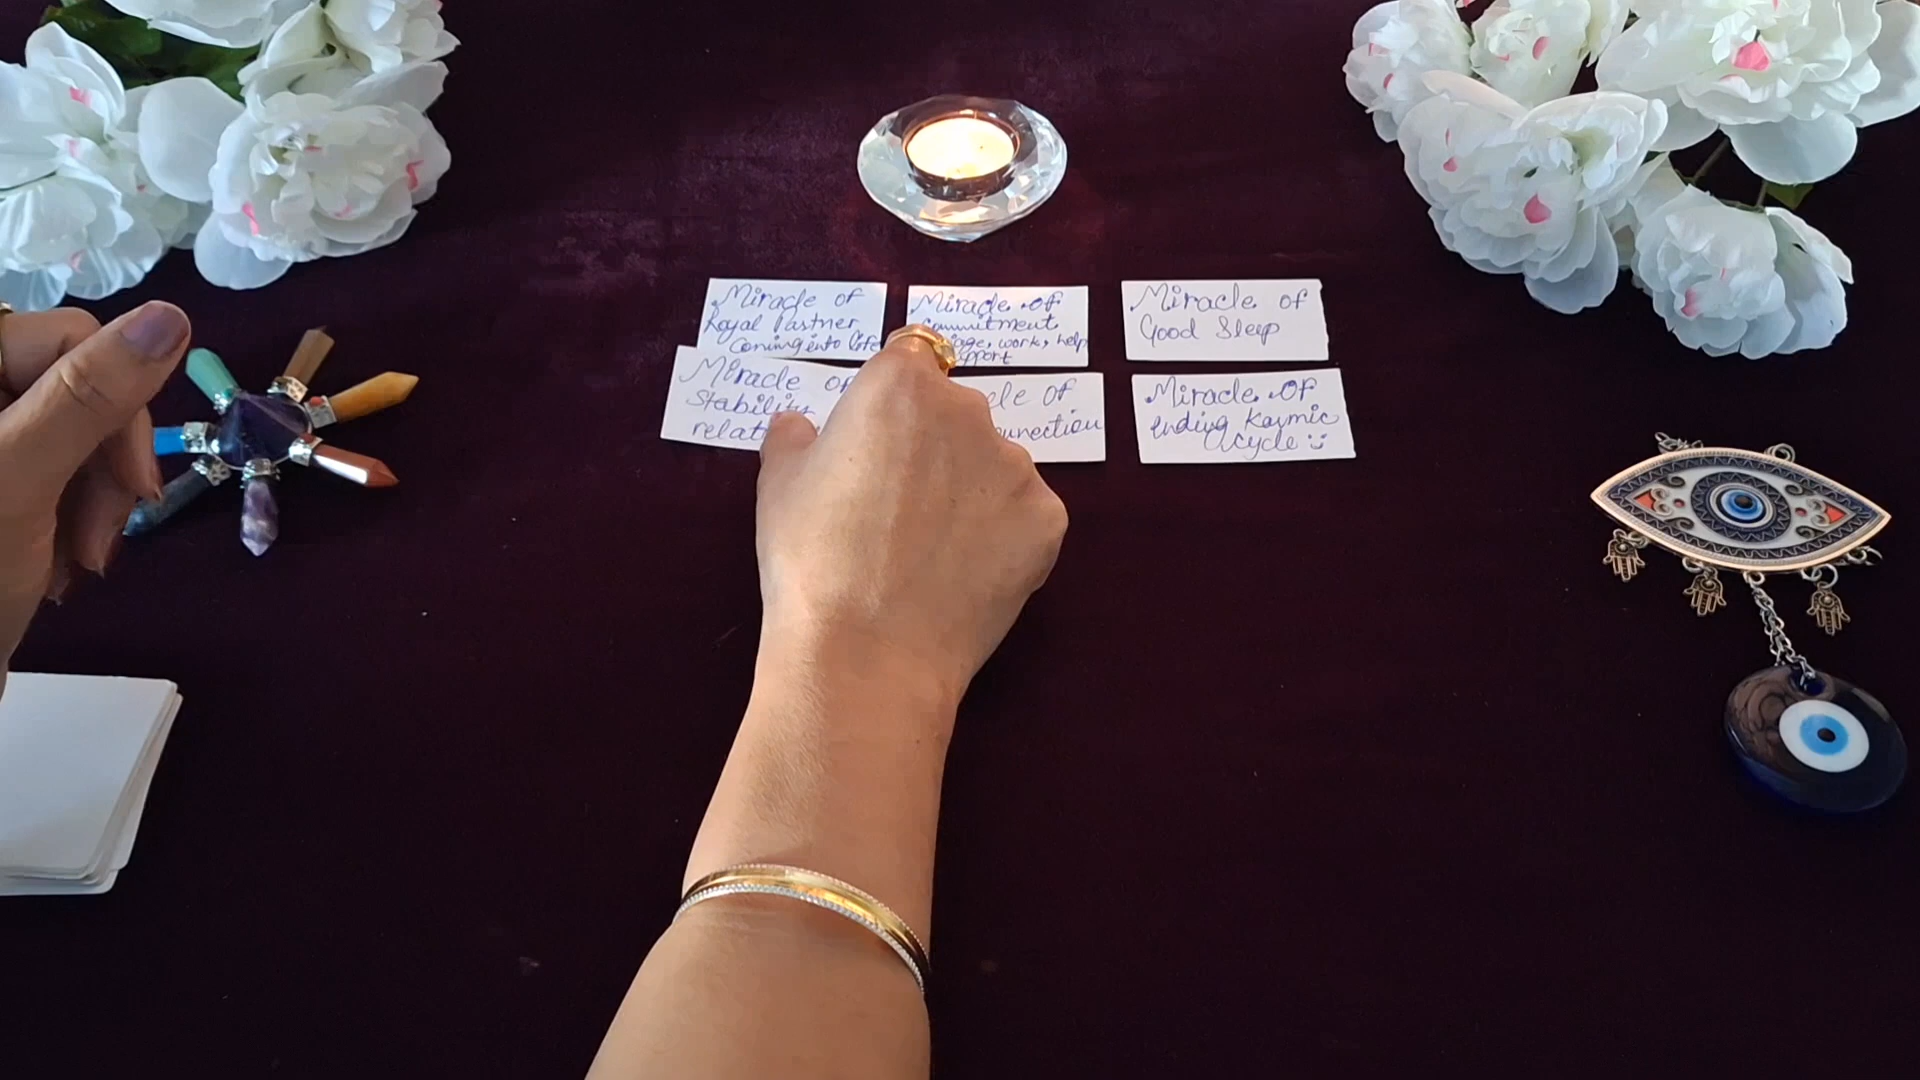 Miracle of
Loyal Partner
Coming into life
Miracle of
Commitment
work, help
Miracle of
Good Sleep
Miracle of
Stability
Miracle Of
ending Karmic
cycle